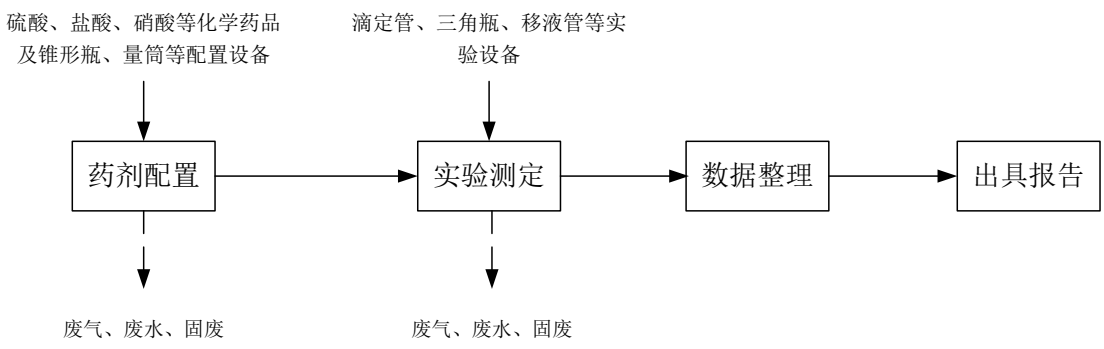 硫酸、盐酸、硝酸等化学药品
及锥形瓶、量筒等配置设备
滴定管、三角瓶、移液管等实
验设备
药剂配置
实验测定
数据整理
出具报告
废气、废水、固废
废气、废水、固废